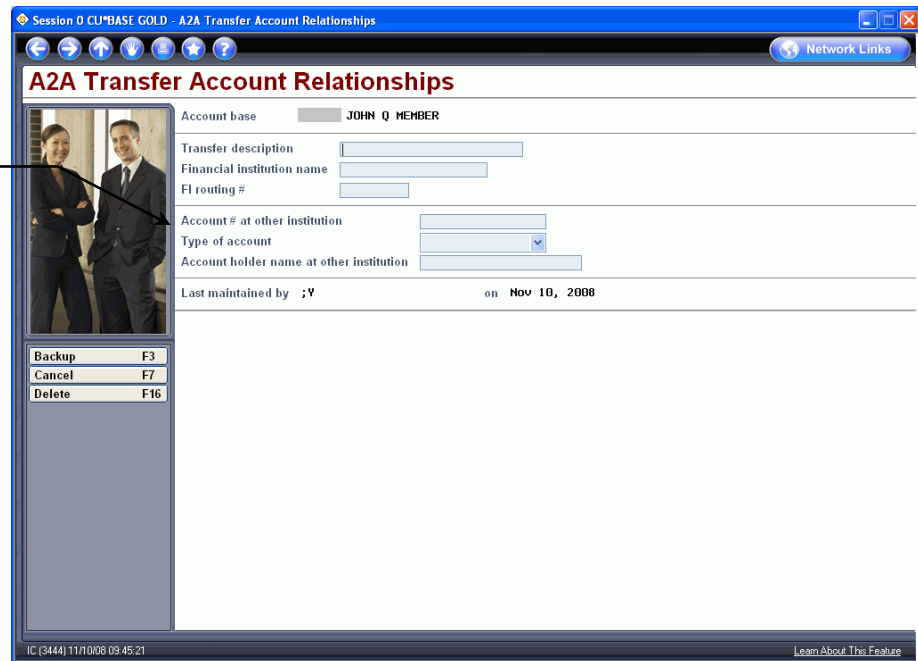 Session 0 CU*BASE GOLD - A2A Transfer Account Relationships
Network Links
A2A Transfer Account Relationships
Account base JOHN Q MEMBER
Transfer description
Financial institution name
FI routing #
Account # at other institution
Type of account
Account holder name at other institution
Last maintained by ;Y on Nov 10, 2008
Backup F3
Cancel F7
Delete F16
IC (3444) 11/10/08 09:45:21 Learn About This Feature